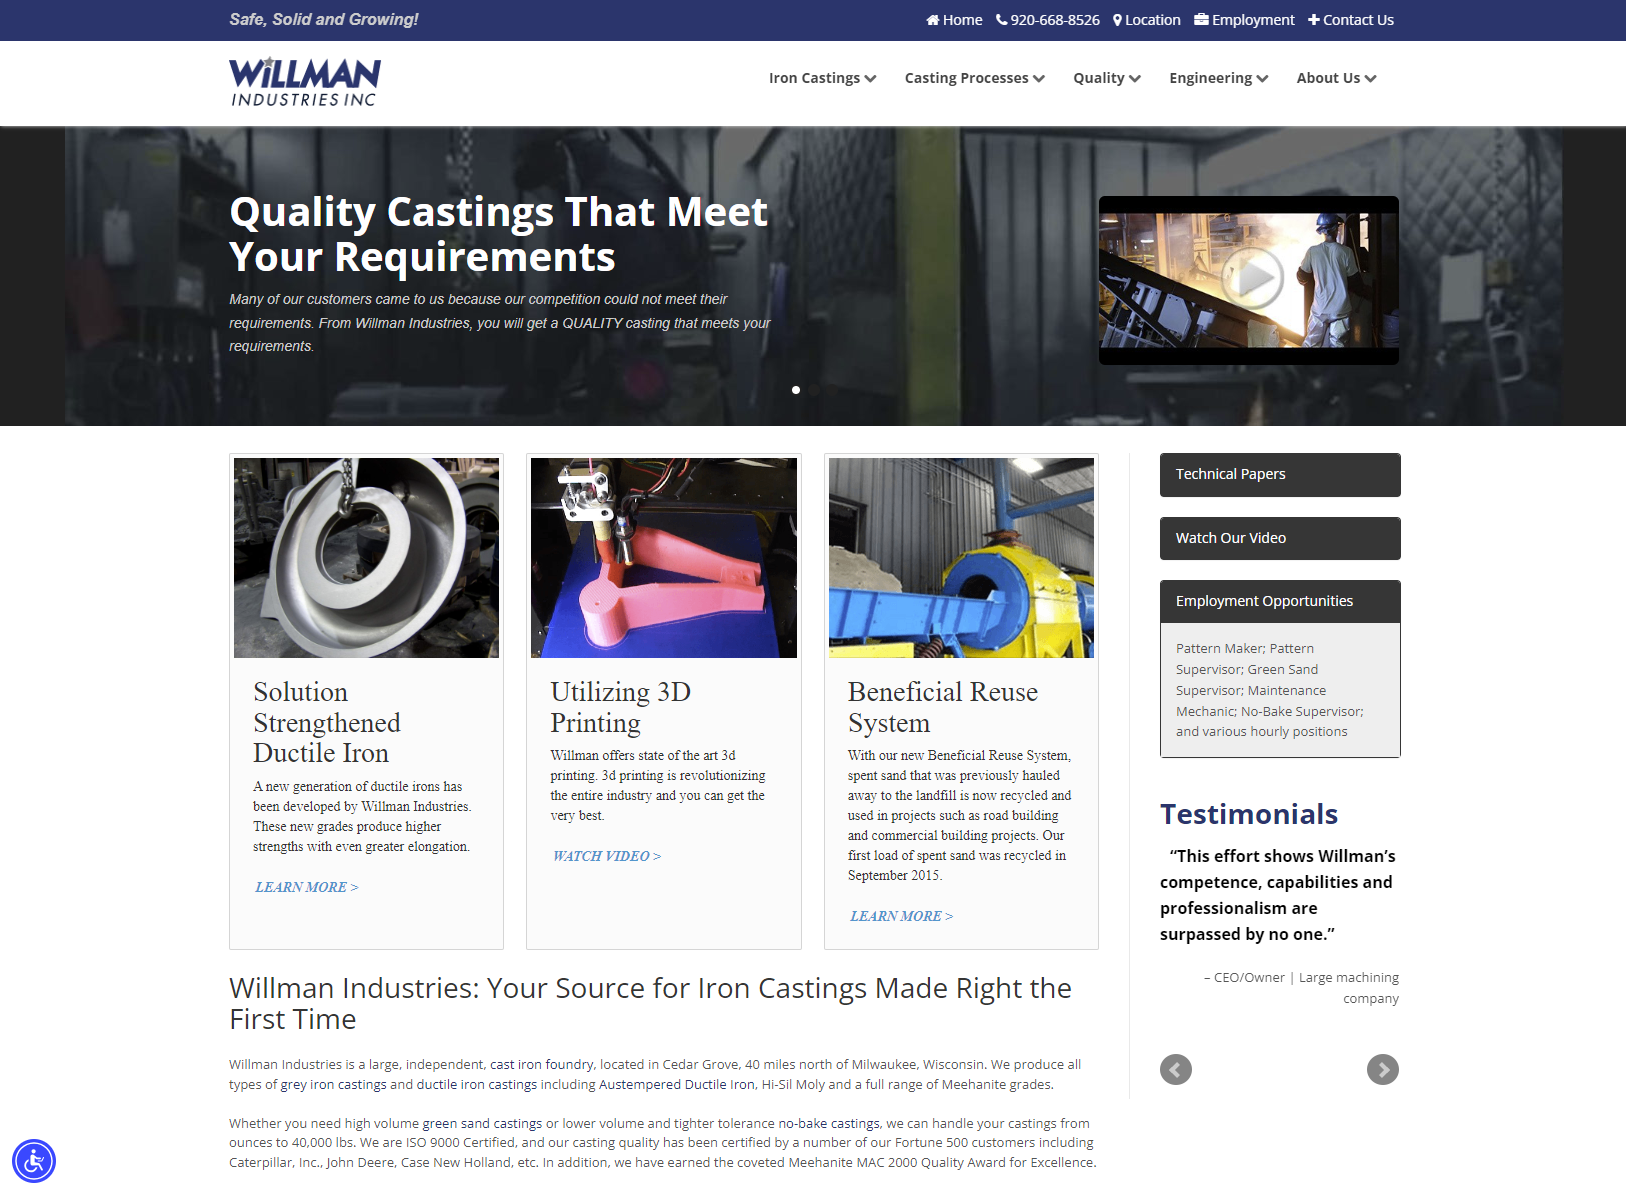 Safe, Solid and Growing!
Home 920-668-8526 Location Employment Contact Us
WILLMAN
INDUSTRIES INC
Iron Castings Casting Processes Quality Engineering About Us
Quality Castings That Meet
Your Requirements
Many of our customers came to us because our competition could not meet their
requirements. From Willman Industries, you will get a QUALITY casting that meets your
requirements.
Solution
Strengthened
Ductile Iron
A new generation of ductile irons has
been developed by Willman Industries.
These new grades produce higher
strengths with even greater elongation.
LEARN MORE >
Utilizing 3D
Printing
Willman offers state of the art 3d
printing. 3d printing is revolutionizing
the entire industry and you can get the
very best.
WATCH VIDEO >
Beneficial Reuse
System
With our new Beneficial Reuse System,
spent sand that was previously hauled
away to the landfill is now recycled and
used in projects such as road building
and commercial building projects. Our
first load of spent sand was recycled in
September 2015.
LEARN MORE >
Technical Papers
Watch Our Video
Employment Opportunities
Pattern Maker; Pattern
Supervisor; Green Sand
Supervisor; Maintenance
Mechanic; No-Bake Supervisor;
and various hourly positions
Testimonials
“This effort shows Willman’s
competence, capabilities and
professionalism are
surpassed by no one.”
– CEO/Owner | Large machining
company
Willman Industries: Your Source for Iron Castings Made Right the
First Time
Willman Industries is a large, independent, cast iron foundry, located in Cedar Grove, 40 miles north of Milwaukee, Wisconsin. We produce all
types of grey iron castings and ductile iron castings including Austempered Ductile Iron, Hi-Sil Moly and a full range of Meehanite grades.
Whether you need high volume green sand castings or lower volume and tighter tolerance no-bake castings, we can handle your castings from
ounces to 40,000 lbs. We are ISO 9000 Certified, and our casting quality has been certified by a number of our Fortune 500 customers including
Caterpillar, Inc., John Deere, Case New Holland, etc. In addition, we have earned the coveted Meehanite MAC 2000 Quality Award for Excellence.